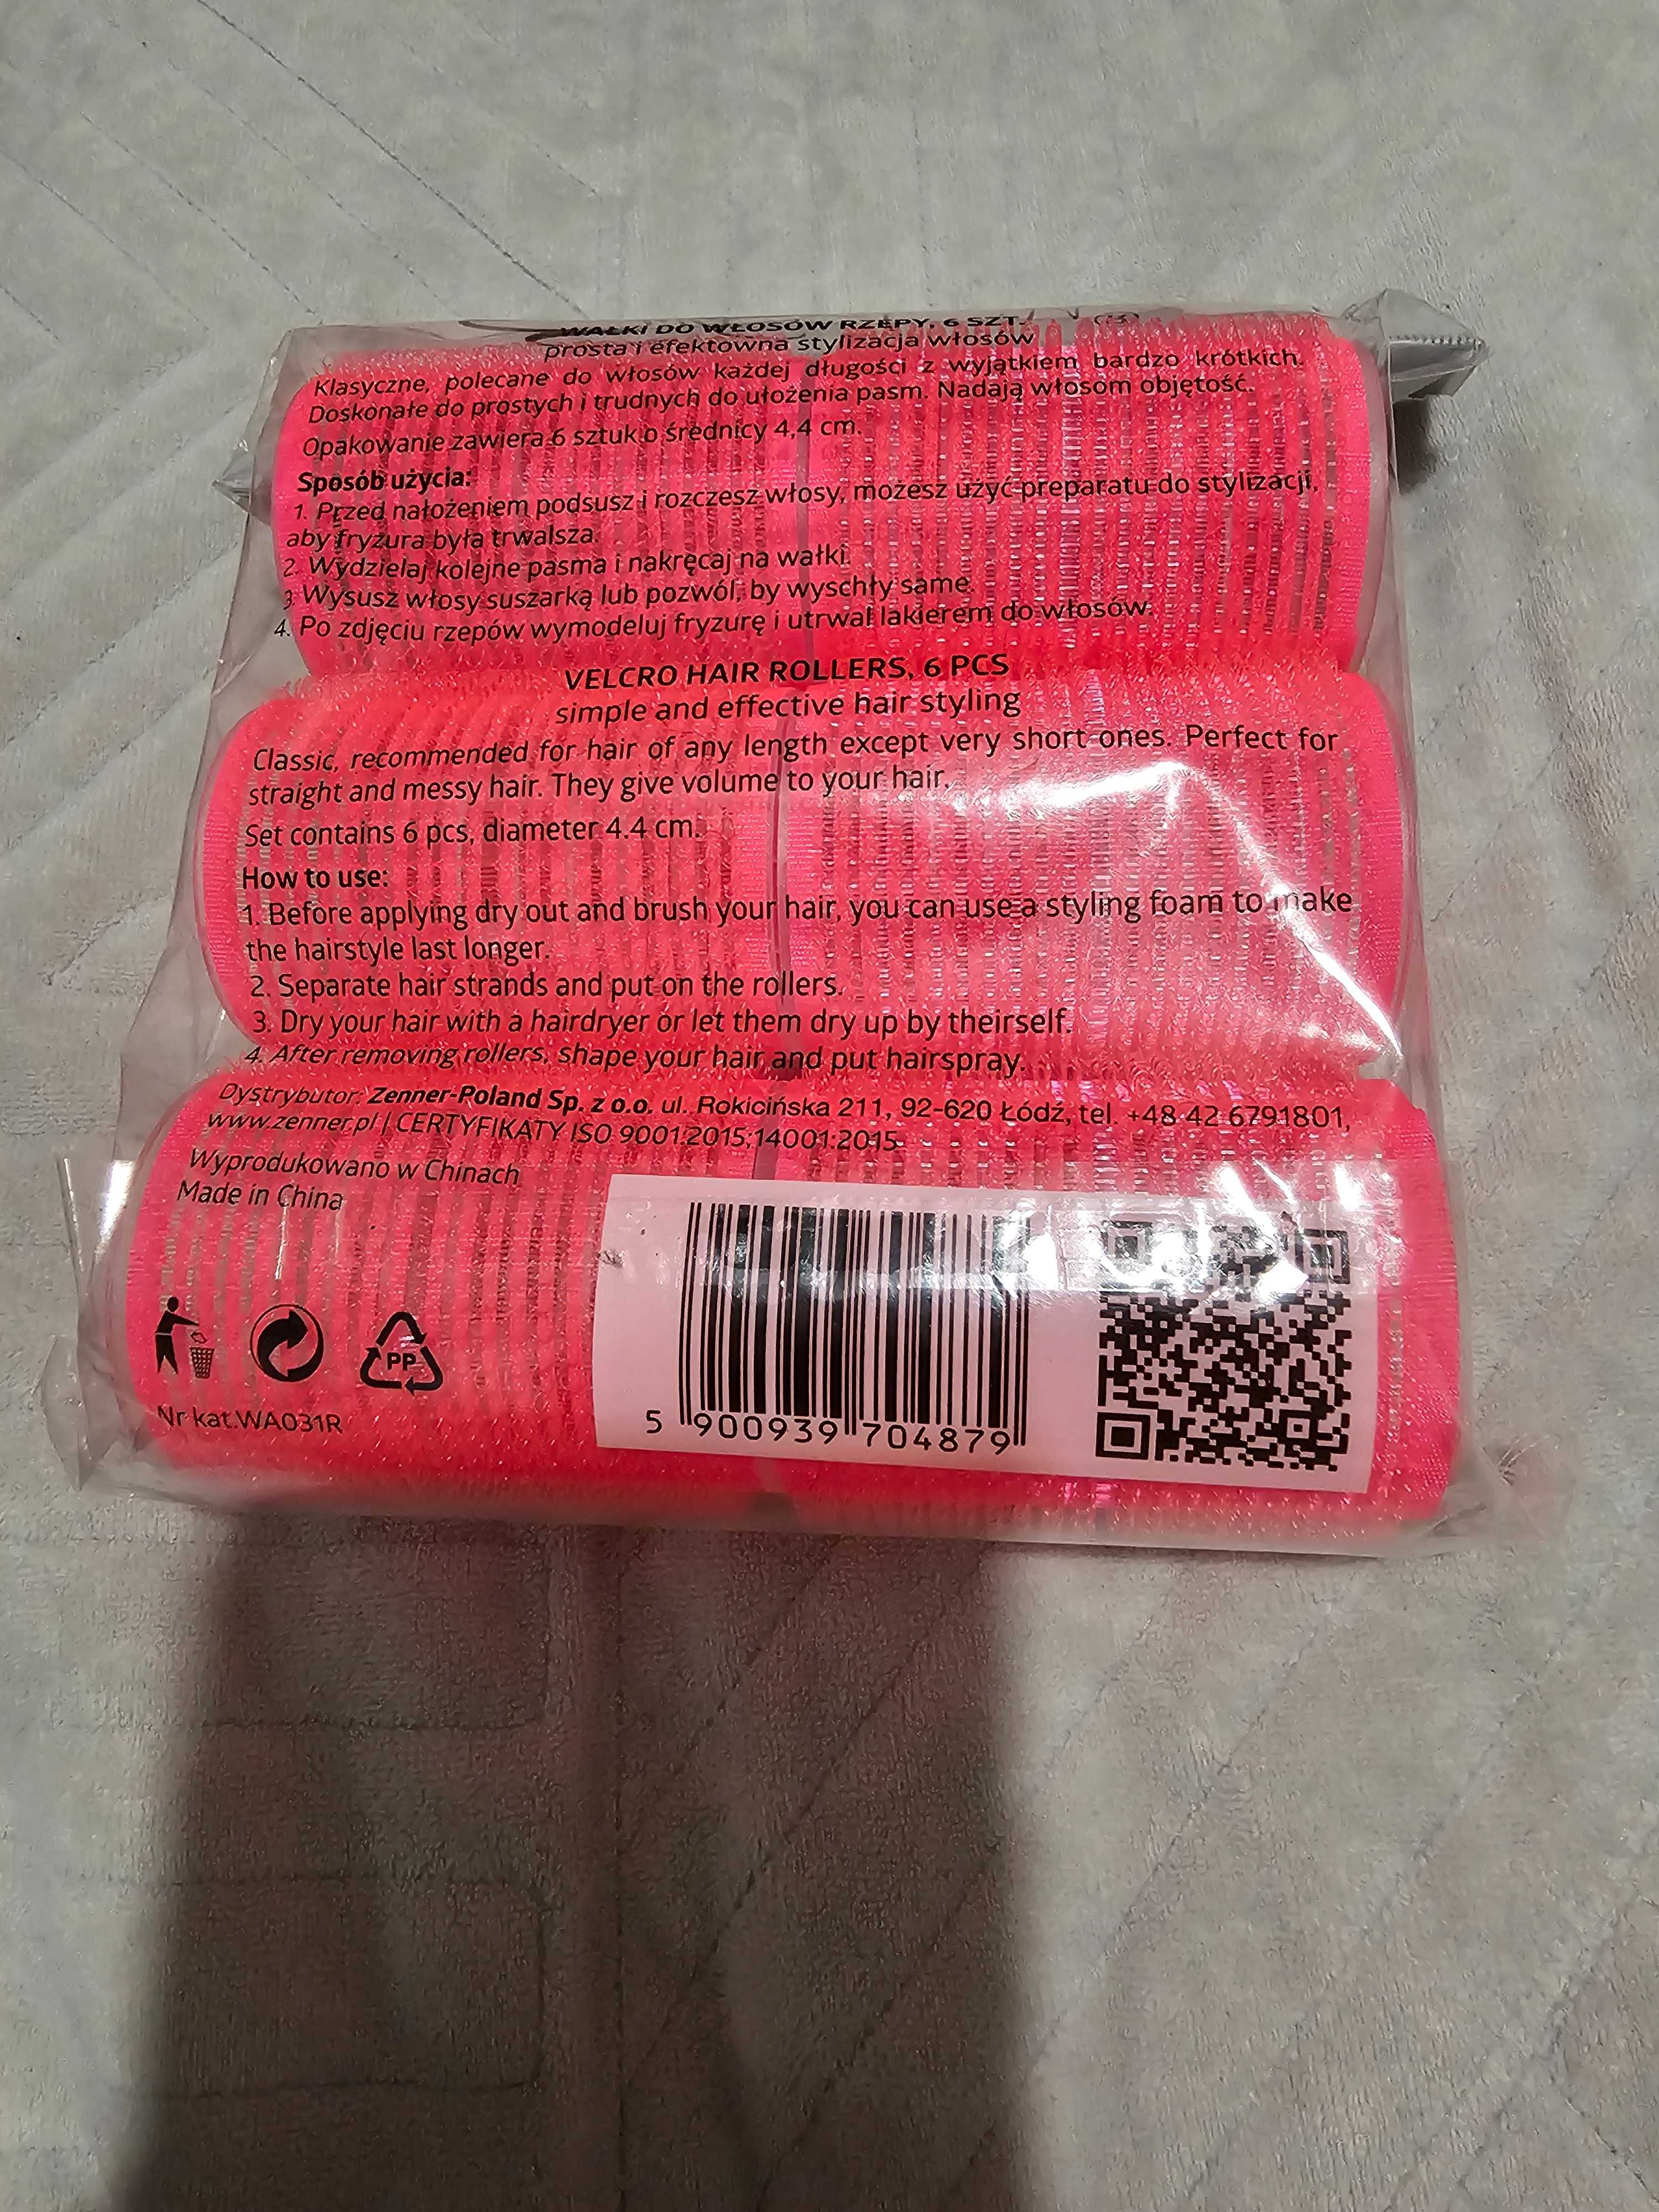 WAŁKI DO WŁOSÓW RZEPY, 6 SZT.
prosta i efektowna stylizacja włosów
Klasyczne, polecane do włosów każdej długości z wyjątkiem bardzo krótkich.
Doskonałe do prostych i trudnych do ułożenia pasm. Nadają włosom objętość.
Opakowanie zawiera 6 sztuk o średnicy 4,4 cm.
Sposób użycia:
1. Przed nałożeniem podsusz i rozczesz włosy, możesz użyć preparatu do stylizacji,
aby fryzura była trwalsza.
2. Wydzielaj kolejne pasma i nakręcaj na wałki.
3. Wysusz włosy suszarką lub pozwól, by wyschły same.
4. Po zdjęciu rzepów wymodeluj fryzurę i utrwal lakierem do włosów.
VELCRO HAIR ROLLERS, 6 PCS
simple and effective hair styling
Classic, recommended for hair of any length except very short ones. Perfect for
straight and messy hair. They give volume to your hair.
Set contains 6 pcs, diameter 4.4 cm.
How to use:
1. Before applying dry out and brush your hair, you can use a styling foam to make
the hairstyle last longer.
2. Separate hair strands and put on the rollers.
3. Dry your hair with a hairdryer or let them dry up by theirself.
4. After removing rollers, shape your hair and put hairspray.
Dystrybutor: Zenner-Poland Sp. z o.o. ul. Rokicińska 211, 92-620 Łódź, tel. +48 42 6791801,
www.zenner.pl | CERTYFIKATY ISO 9001:2015; 14001:2015
Wyprodukowano w Chinach
Made in China
PP
Nr kat.WA031R
5 900939 704879